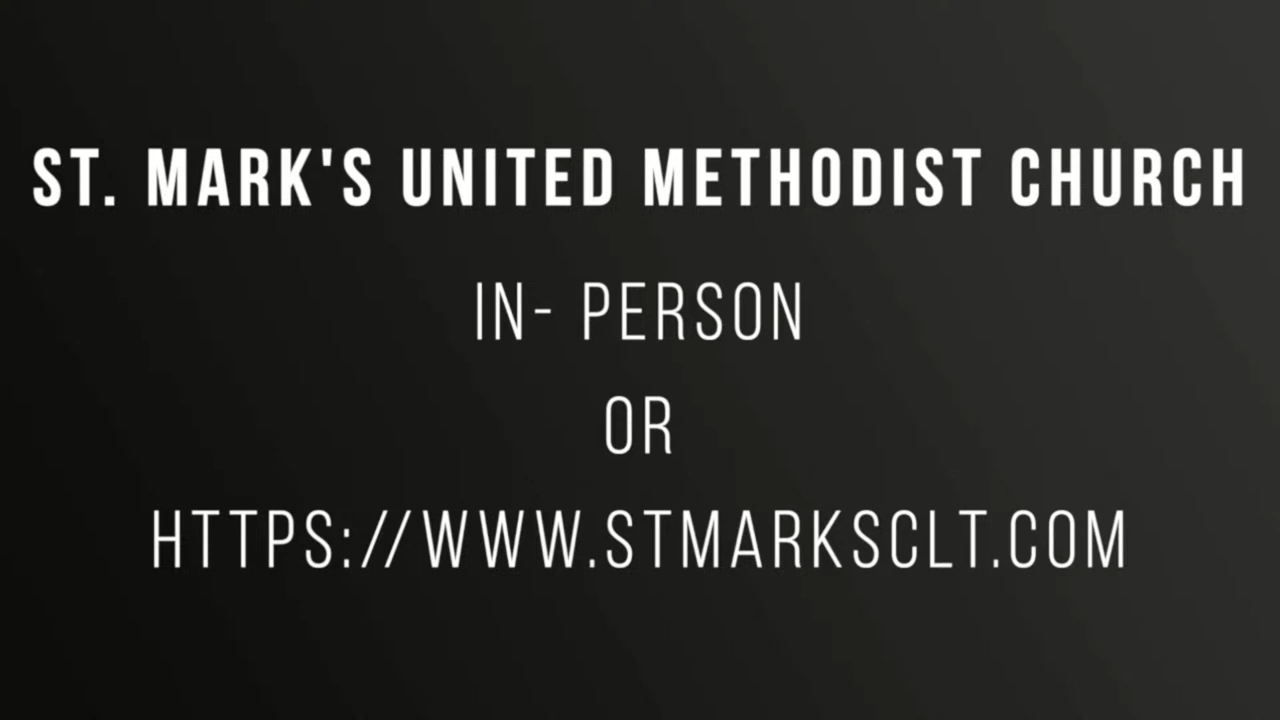 ST. MARK'S UNITED METHODIST CHURCH
IN- PERSON
OR
HTTPS://WWW.STMARKSCLT.COM